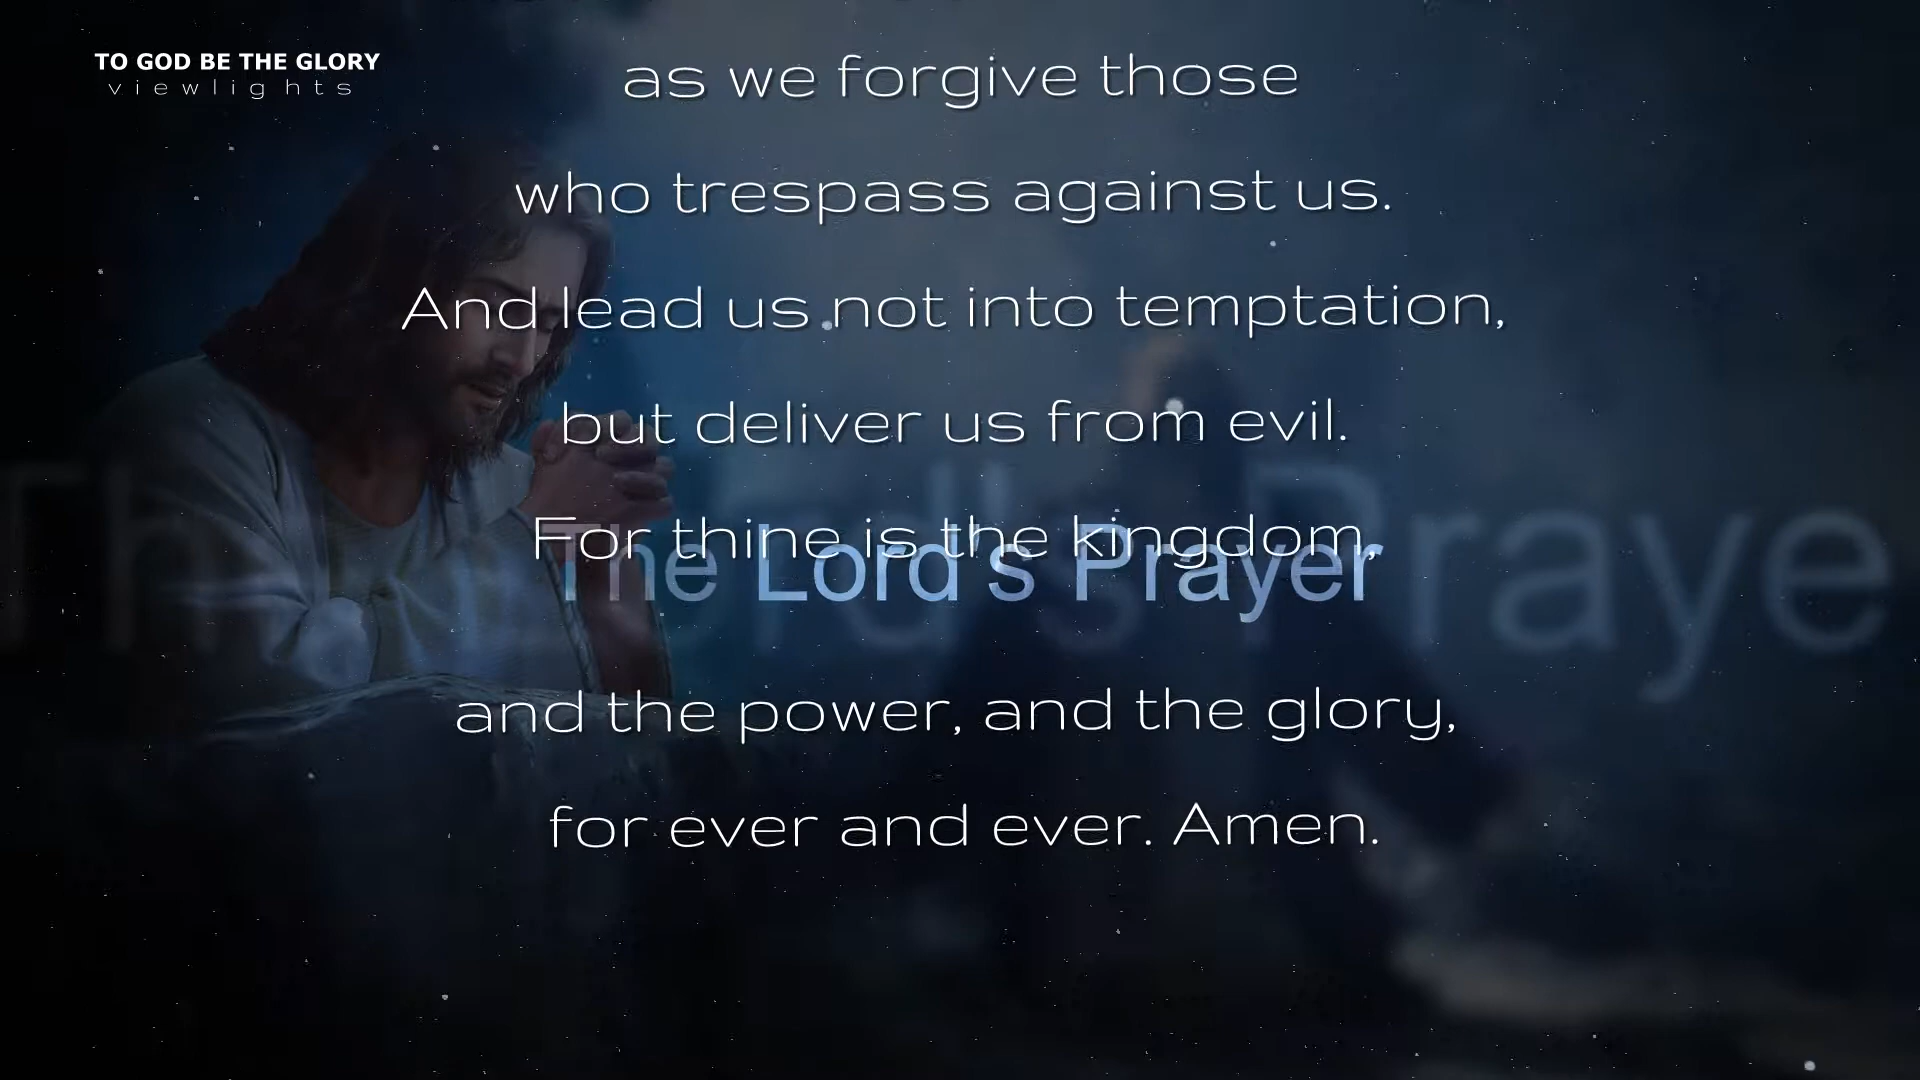 TO GOD BE THE GLORY
viewlights
as we forgive those
who trespass against us.
And lead us not into temptation,
but deliver us from evil.
For thine is the kingdom,
The Lord's Prayer
and the power, and the glory,
for ever and ever. Amen.